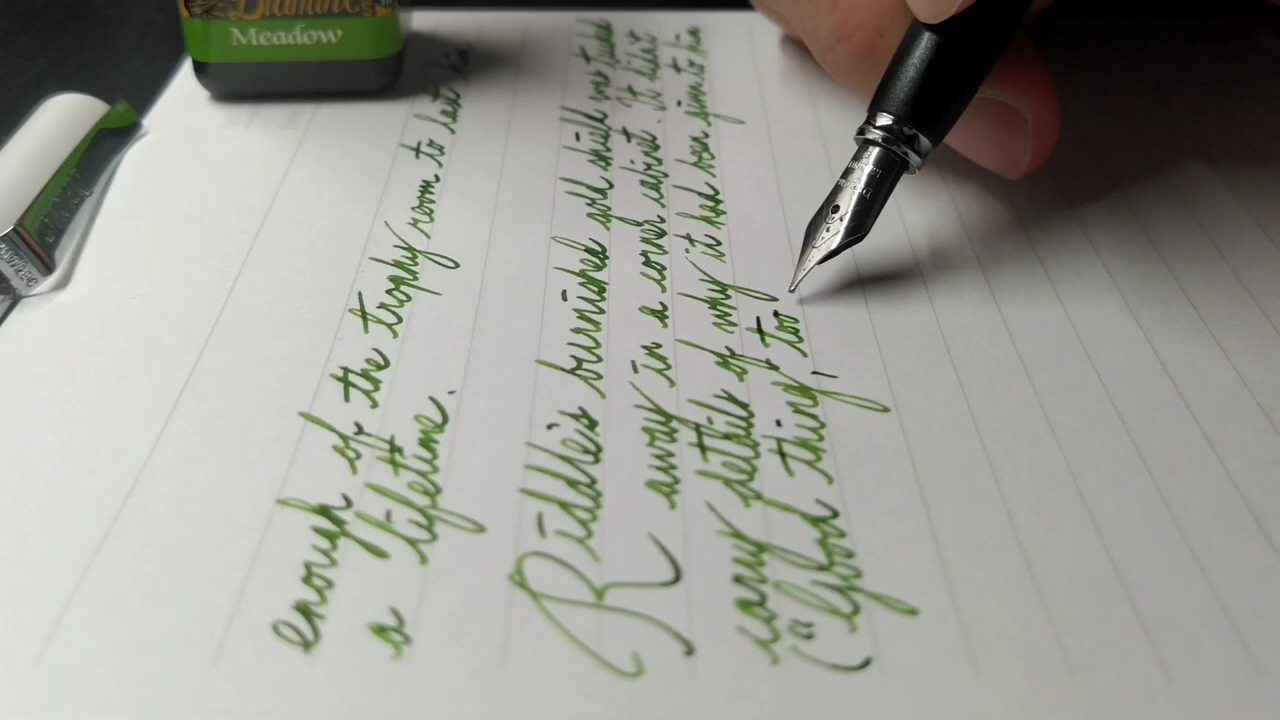 Diamine
Meadow
enough of the trophy room to last
a lifetime.
Riddle's burnished gold shield was tucked
away in a corner cabinet. It didn't
carry details of why it had been given to him
("Good thing, too